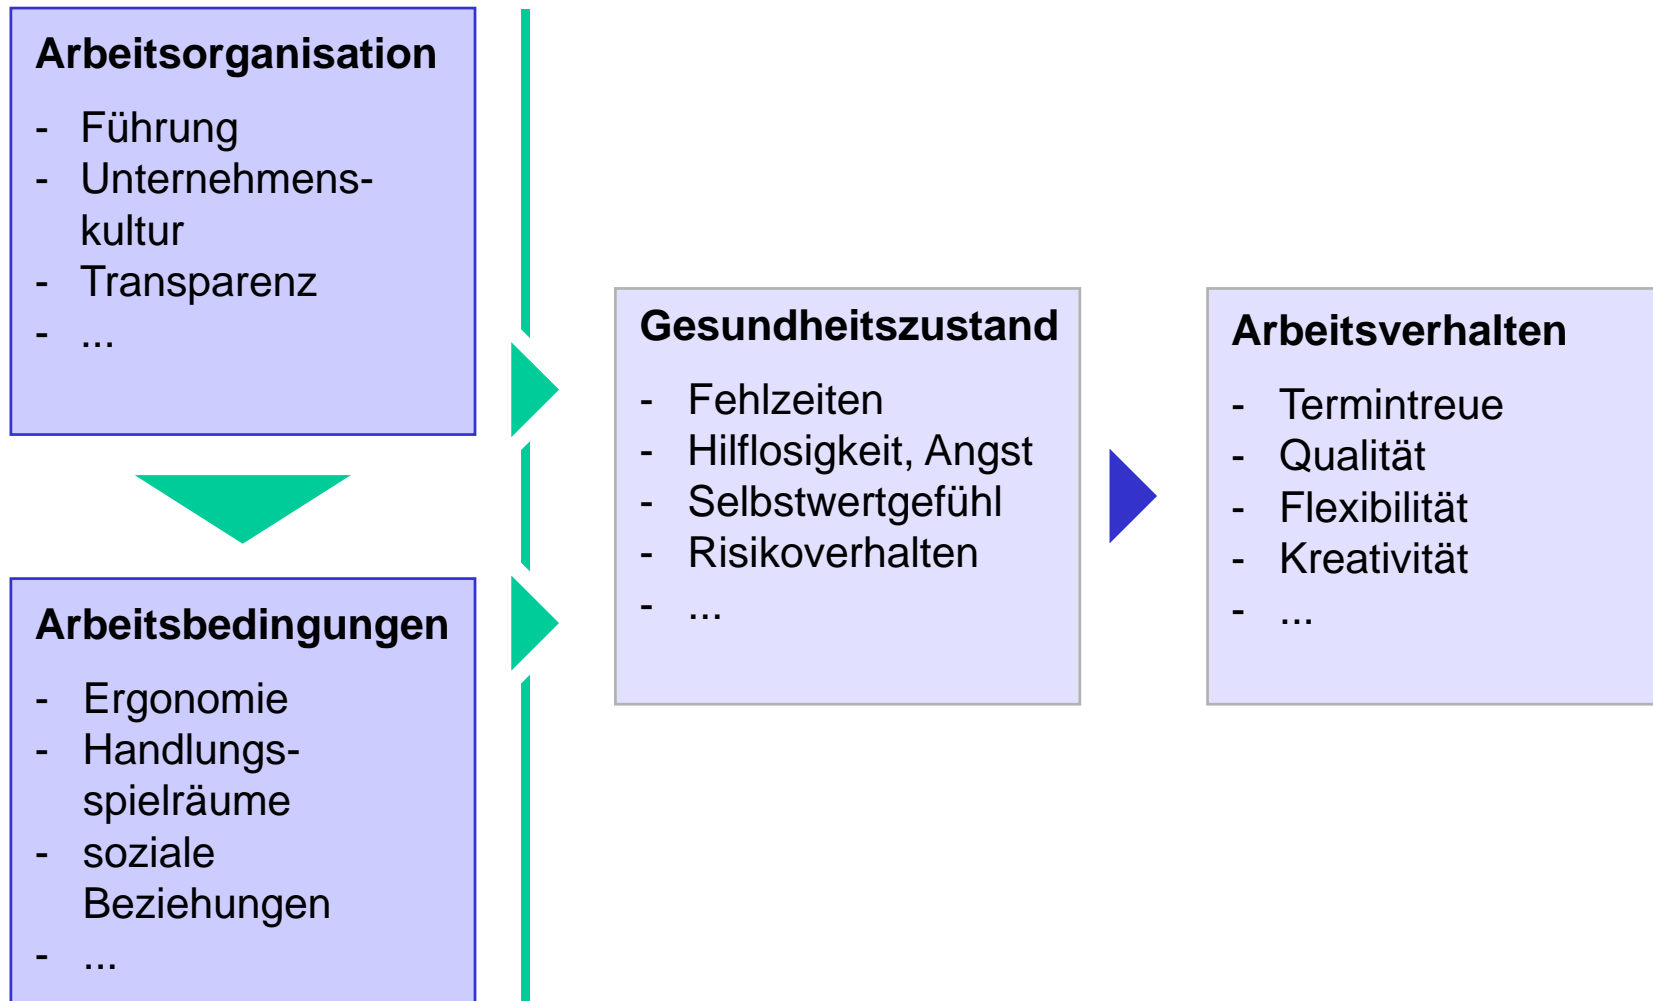 Arbeitsorganisation
- Führung
- Unternehmens-
kultur
- Transparenz
- ...
Arbeitsbedingungen
- Ergonomie
- Handlungs-
spielräume
- soziale
Beziehungen
- ...
Gesundheitszustand
- Fehlzeiten
- Hilflosigkeit, Angst
- Selbstwertgefühl
- Risikoverhalten
- ...
Arbeitsverhalten
- Termintreue
- Qualität
- Flexibilität
- Kreativität
- ...